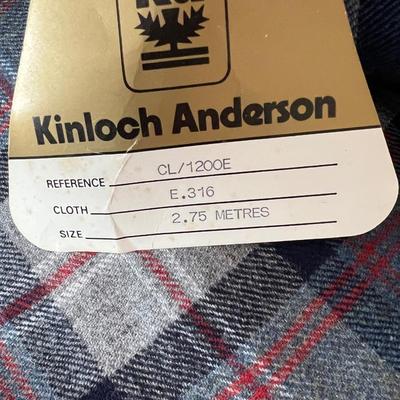 Kinloch Anderson
REFERENCE CL/1200E
CLOTH E.316
SIZE 2.75 METRES